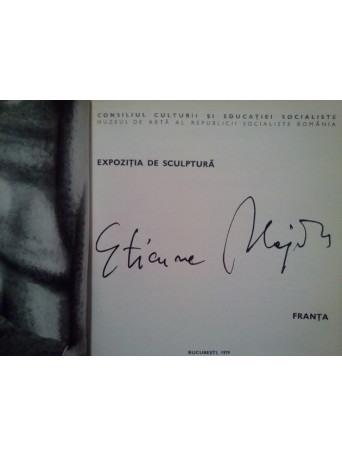 CONSILIUL CULTURII ȘI EDUCAȚIEI SOCIALISTE
MUZEUL DE ARTĂ AL REPUBLICII SOCIALISTE ROMÂNIA
EXPOZIȚIA DE SCULPTURĂ
Etienne Hajdu
FRANȚA
BUCUREȘTI, 1979